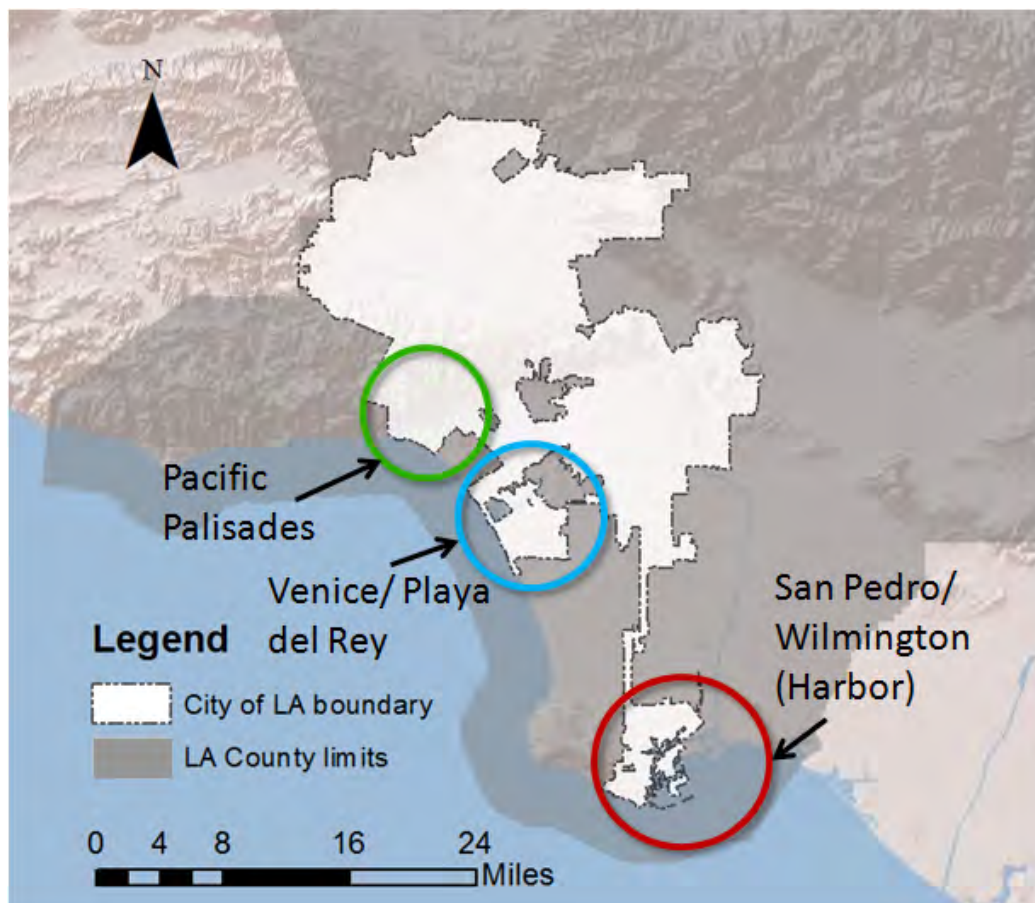 N
Pacific
Palisades
Venice/ Playa
del Rey
San Pedro/
Wilmington
(Harbor)
Legend
City of LA boundary
LA County limits
0 4 8 16 24
Miles